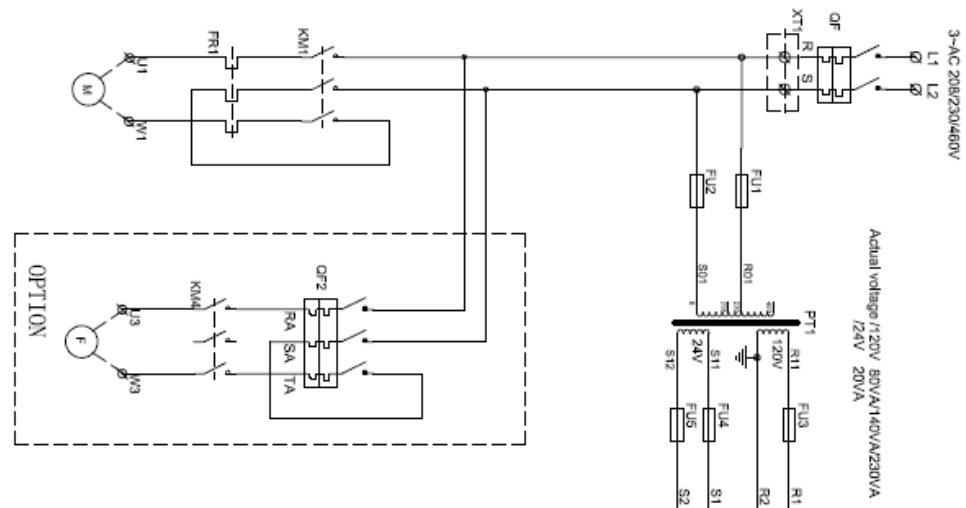 3~AC 208/230/460V
L1
L2
QF
XT1
R
S
KM1
FR1
U1
M
W1
FU1
FU2
R01
S01
PT1
Actual voltage /120V 80VA/140VA/230VA
/24V 20VA
120V
24V
R11
S11
S12
FU3
FU4
FU5
R1
R2
S1
S2
OPTION
QF2
RA
SA
TA
KM4
U3
F
W3